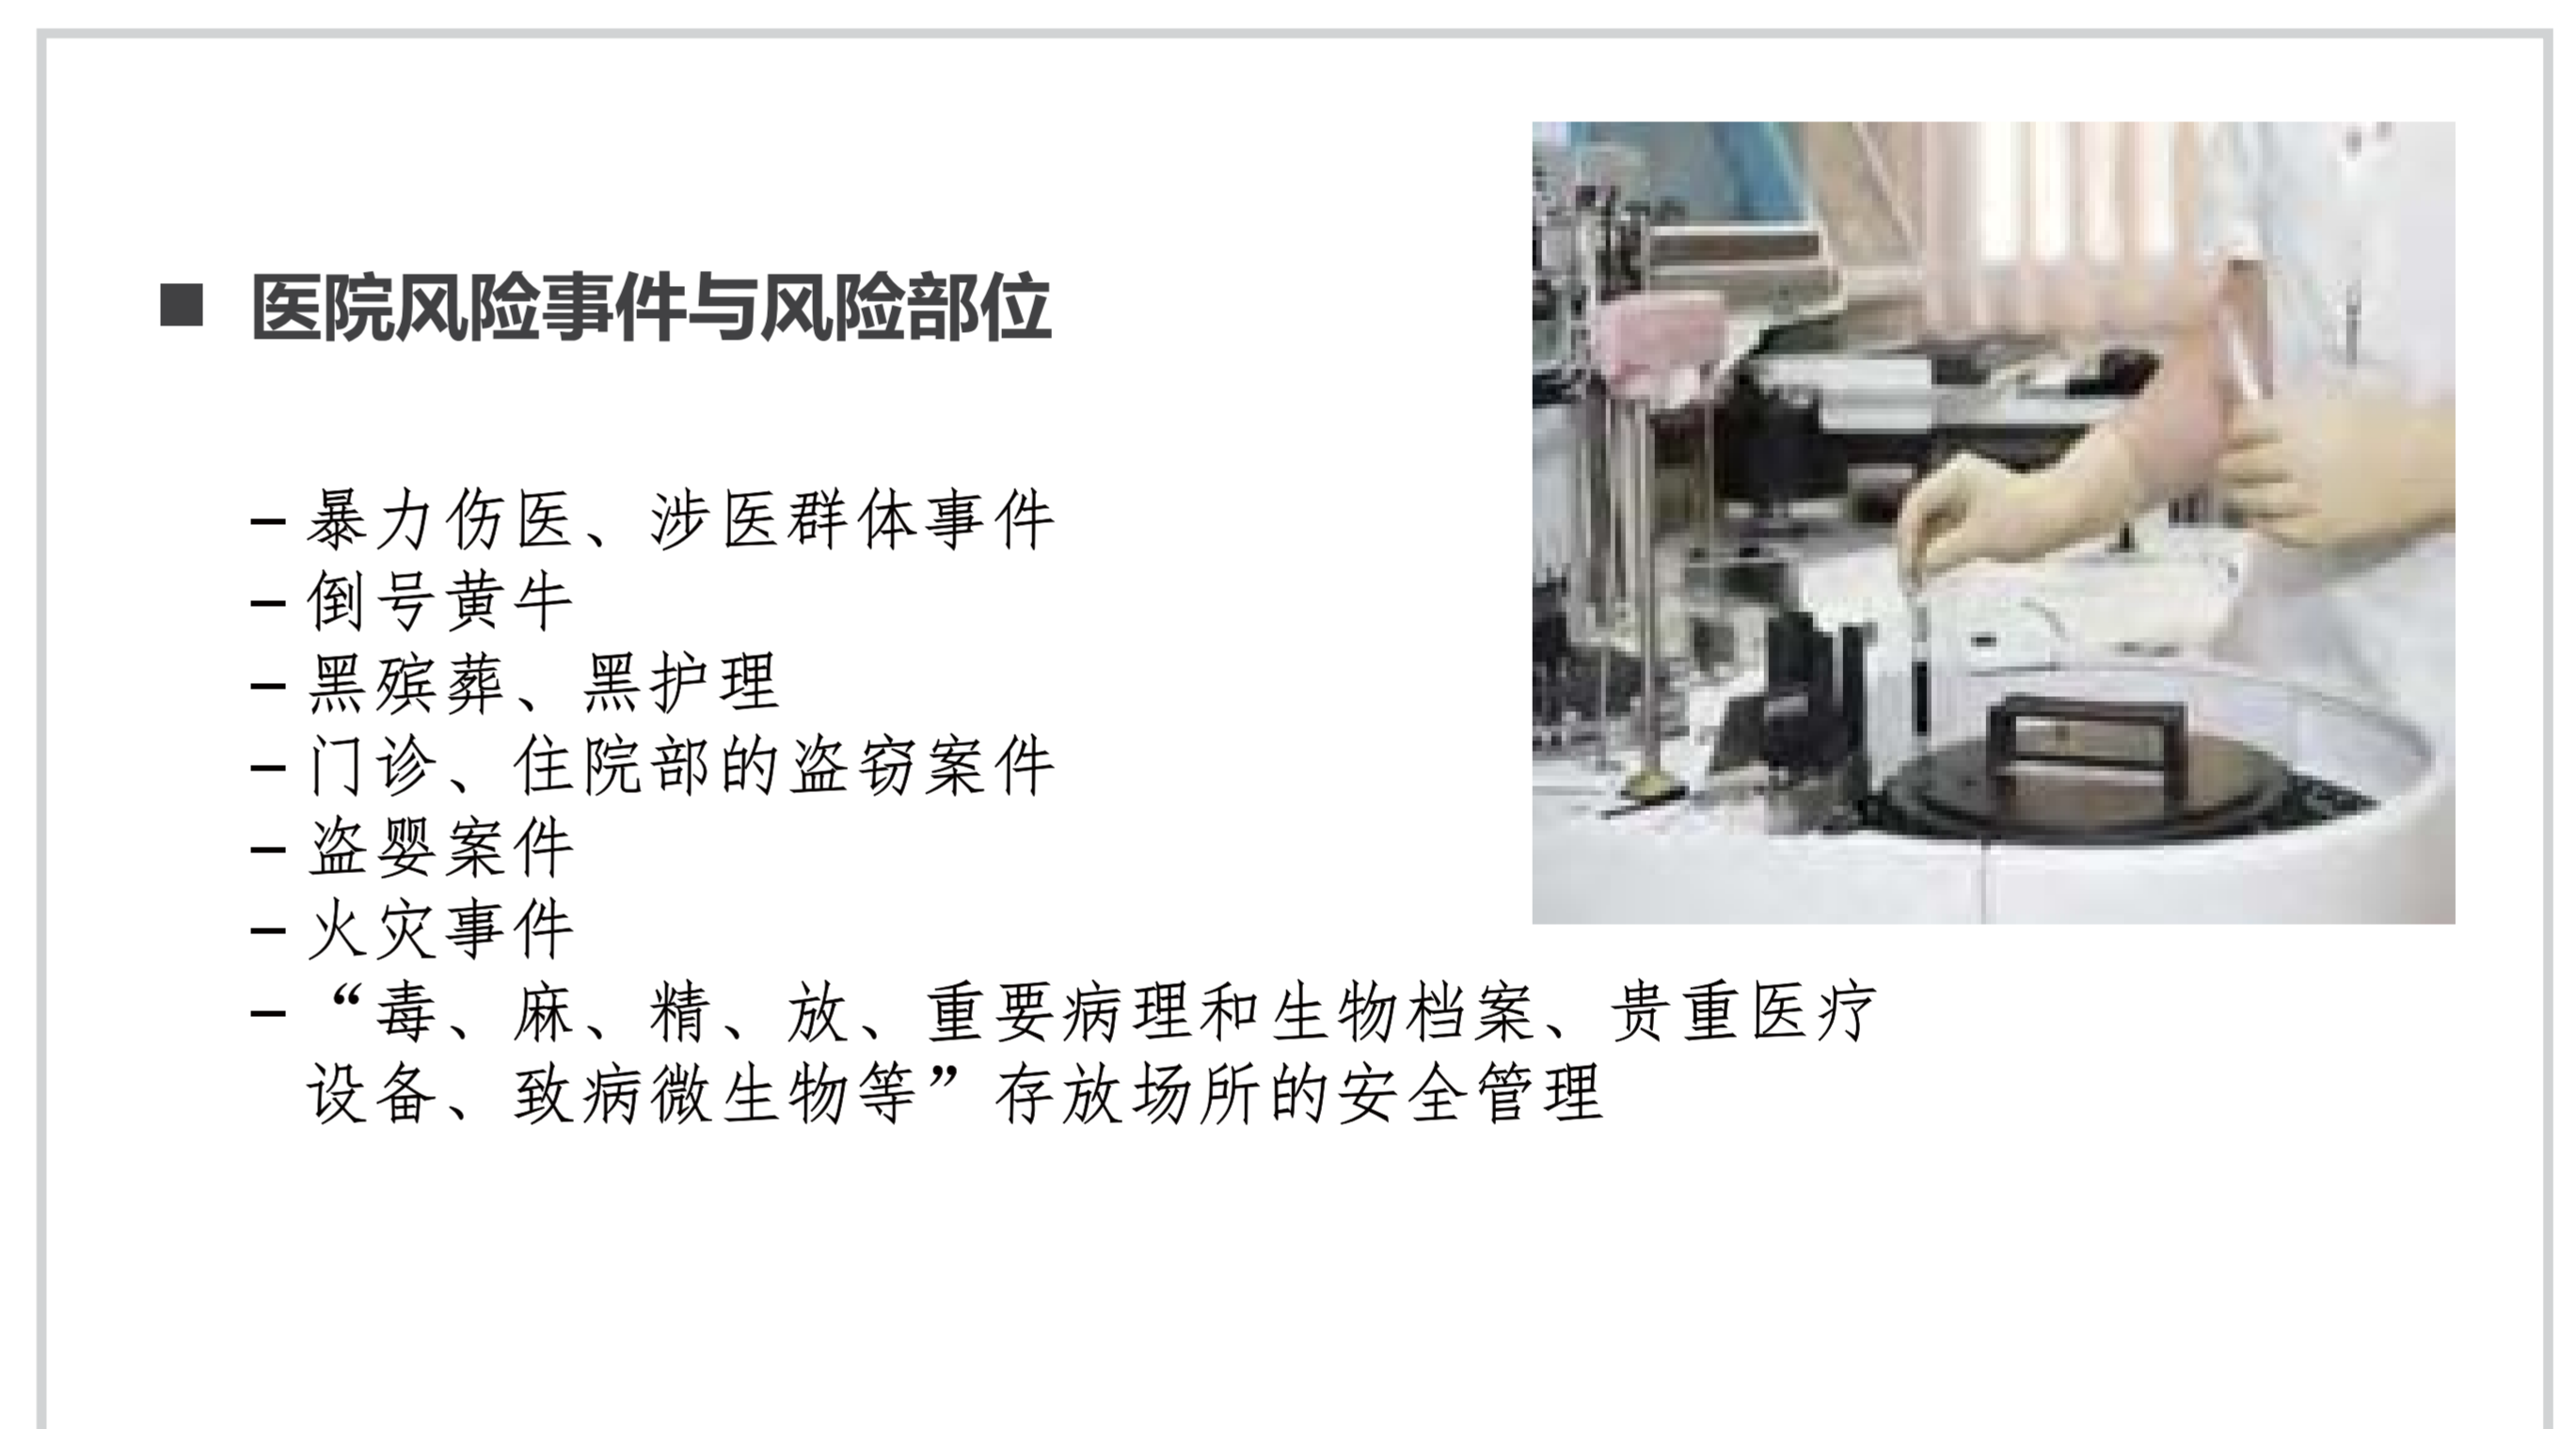 ■ 医院风险事件与风险部位
– 暴力伤医、涉医群体事件
– 倒号黄牛
– 黑殡葬、黑护理
– 门诊、住院部的盗窃案件
– 盗婴案件
– 火灾事件
– “毒、麻、精、放、重要病理和生物档案、贵重医疗
设备、致病微生物等”存放场所的安全管理